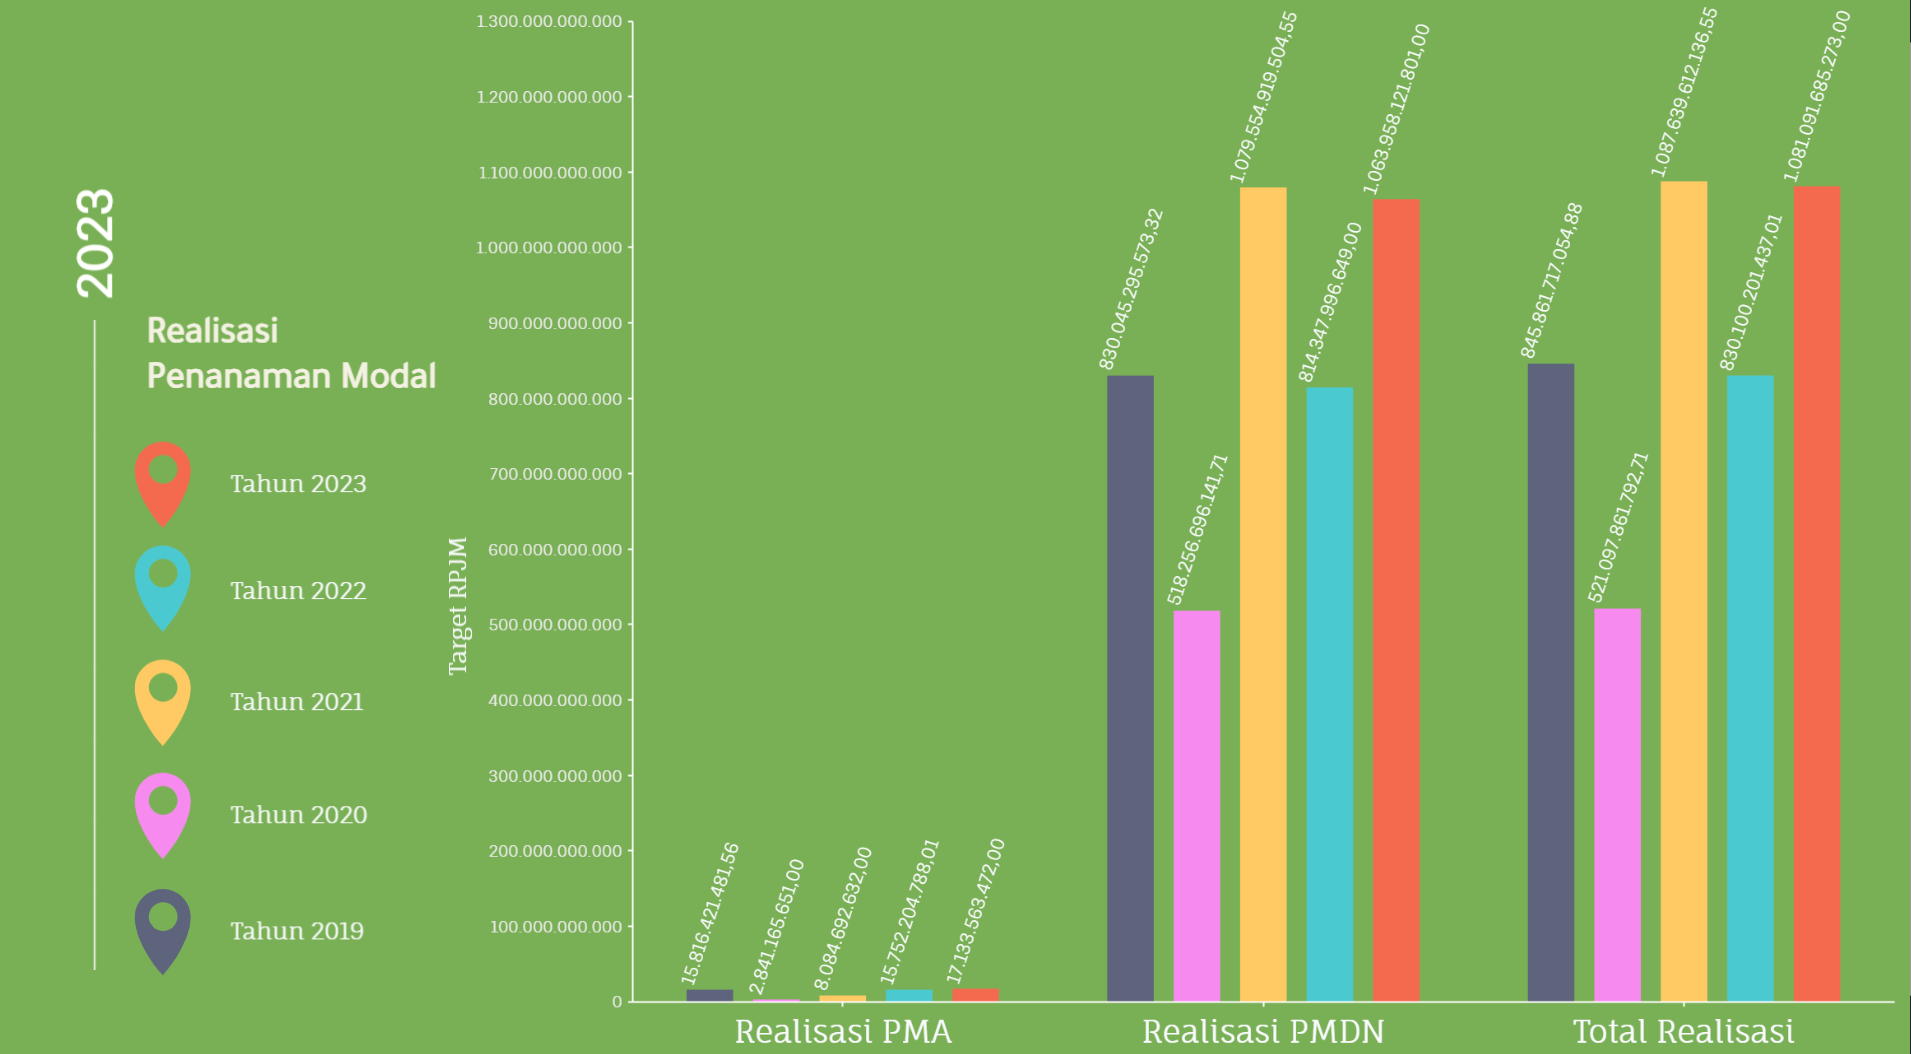 2023
Realisasi
Penanaman Modal
Tahun 2023
Tahun 2022
Tahun 2021
Tahun 2020
Tahun 2019
Target RPJM
1.300.000.000.000
1.200.000.000.000
1.100.000.000.000
1.000.000.000.000
900.000.000.000
800.000.000.000
700.000.000.000
600.000.000.000
500.000.000.000
400.000.000.000
300.000.000.000
200.000.000.000
100.000.000.000
0
15.816.421.481,56
2.841.165.651,00
8.084.692.632,00
15.752.204.788,01
17.133.563.472,00
830.045.295.573,32
518.256.696.141,71
1.079.554.919.504,55
814.347.996.649,00
1.063.958.121.801,00
845.861.717.054,88
521.097.861.792,71
1.087.639.612.136,55
830.100.201.437,01
1.081.091.685.273,00
Realisasi PMA
Realisasi PMDN
Total Realisasi